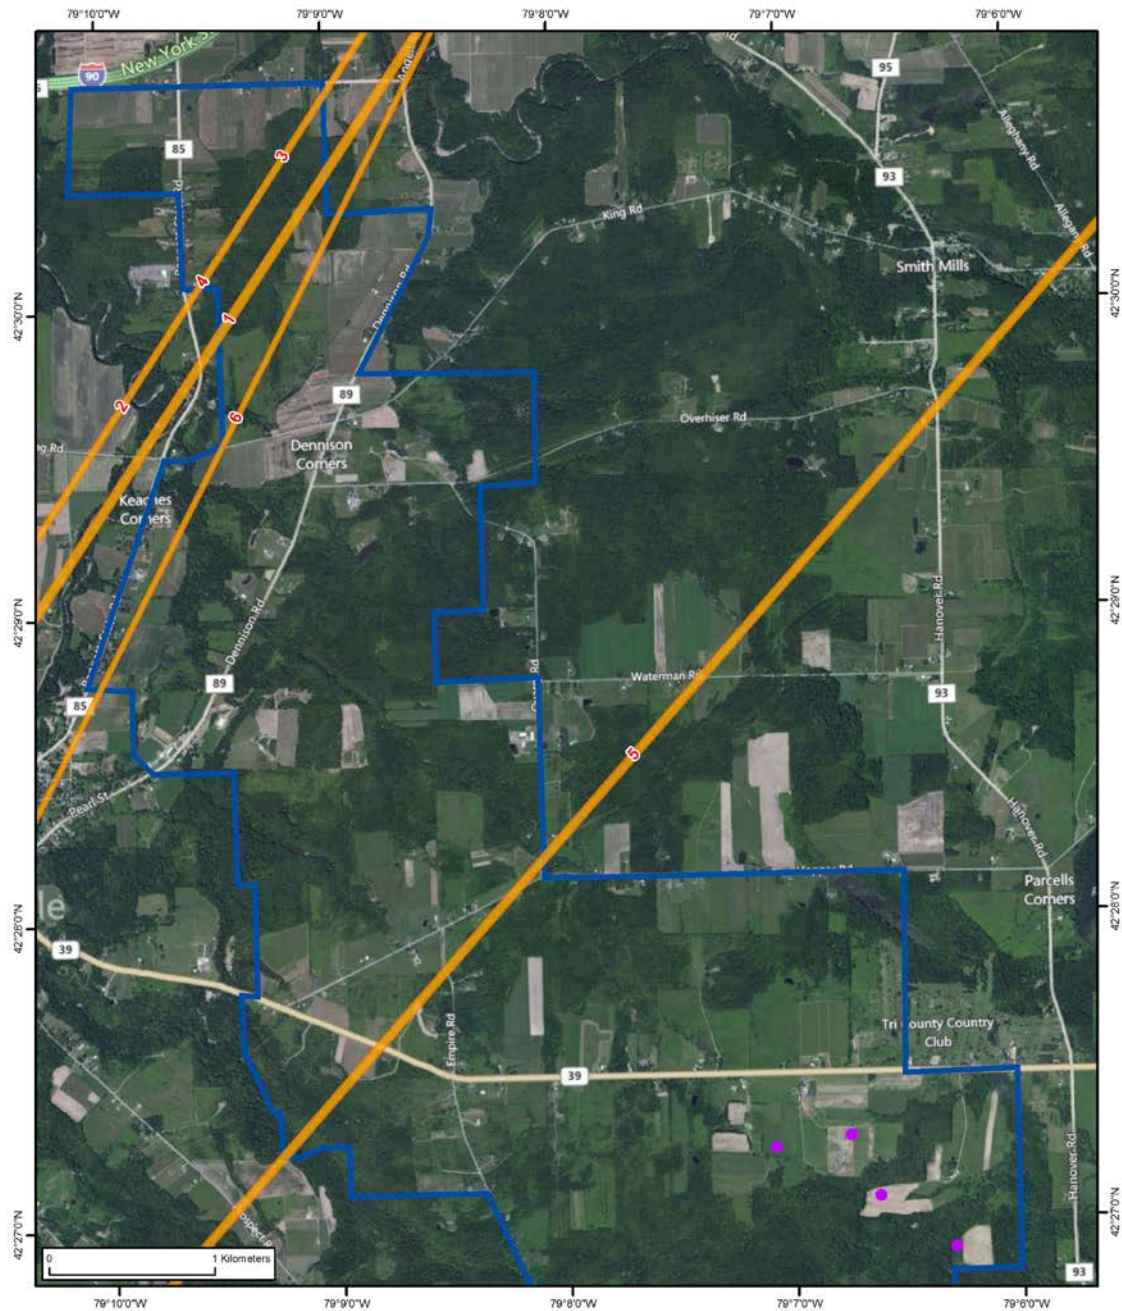 79°10'0"W
79°9'0"W
79°8'0"W
79°7'0"W
79°6'0"W
90
New York S
95
Alleghany Rd
85
3
93
King Rd
Allegany Rd
Smith Mills
4
1
42°30'0"N
42°30'0"N
Dennison Rd
89
2
6
Overhiser Rd
Dennison
Corners
Keaches
Corners
Hanover Rd
42°29'0"N
42°29'0"N
Dennison Rd
Waterman Rd
89
93
85
5
Pearl St
Hanover Rd
Parcells
Corners
le
42°28'0"N
42°28'0"N
39
Tri County Country
Club
Empire Rd
39
Hanover Rd
42°27'0"N
42°27'0"N
0
1 Kilometers
93
79°10'0"W
79°9'0"W
79°8'0"W
79°7'0"W
79°6'0"W